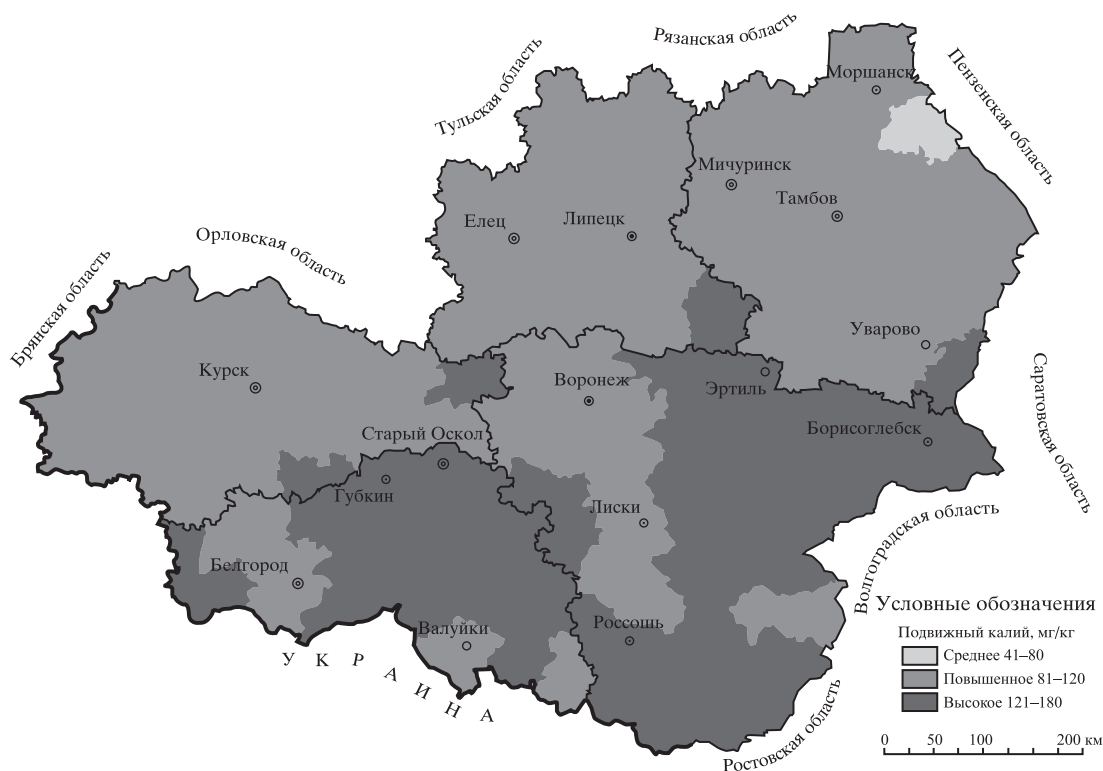 Рязанская область
Тульская область
Пензенская область
Моршанск
Мичуринск
Тамбов
Елец
Липецк
Орловская область
Брянская область
Уварово
Курск
Воронеж
Эртиль
Саратовская область
Старый Оскол
Борисоглебск
Губкин
Лиски
Волгоградская область
Белгород
Валуйки
Россошь
УКРАИНА
Ростовская область
Условные обозначения
Подвижный калий, мг/кг
Среднее 41–80
Повышенное 81–120
Высокое 121–180
0 50 100 200 км